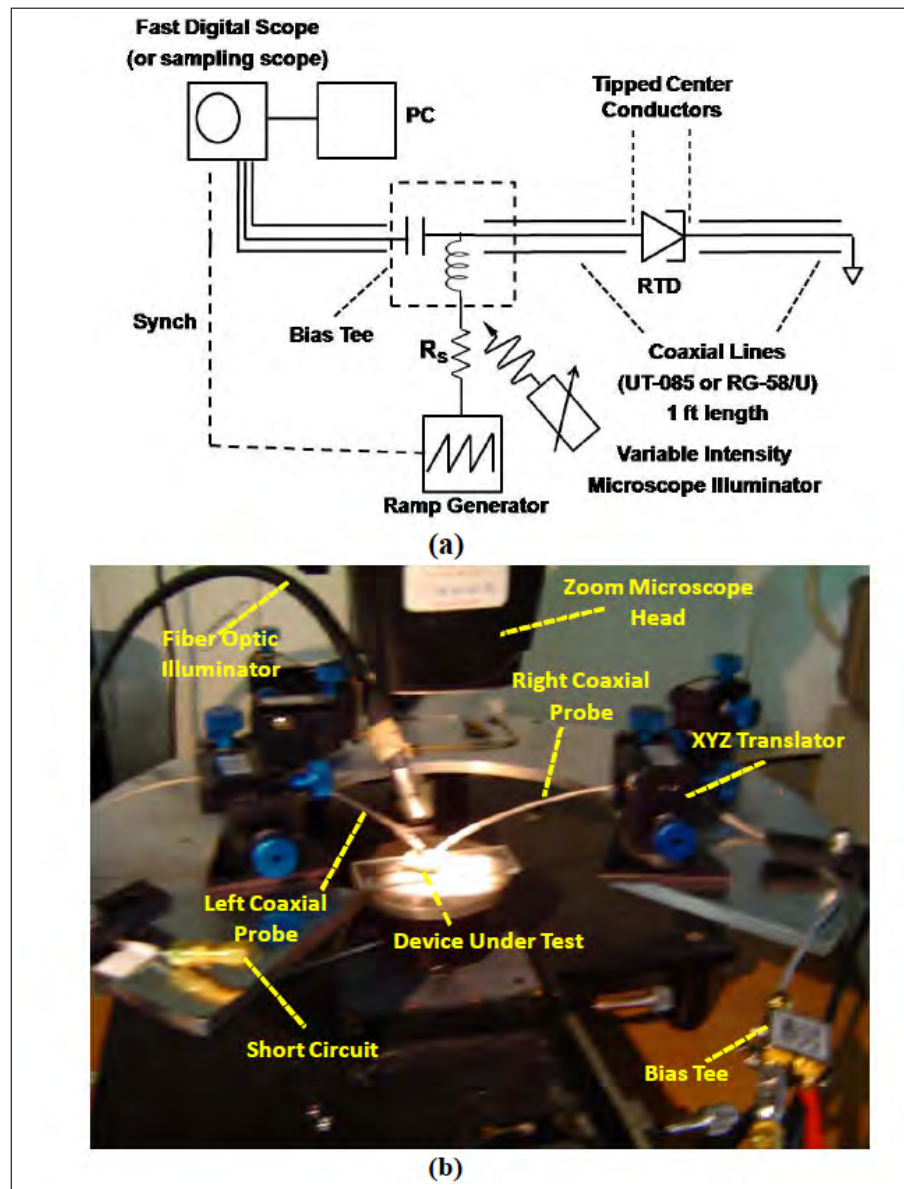 Fast Digital Scope
(or sampling scope)
PC
Tipped Center
Conductors
RTD
Synch
Bias Tee
Rs
Coaxial Lines
(UT-085 or RG-58/U)
1 ft length
Variable Intensity
Microscope Illuminator
Ramp Generator
(a)
Zoom Microscope
Head
Fiber Optic
Illuminator
Right Coaxial
Probe
XYZ Translator
Left Coaxial
Probe
Device Under Test
Short Circuit
Bias Tee
(b)